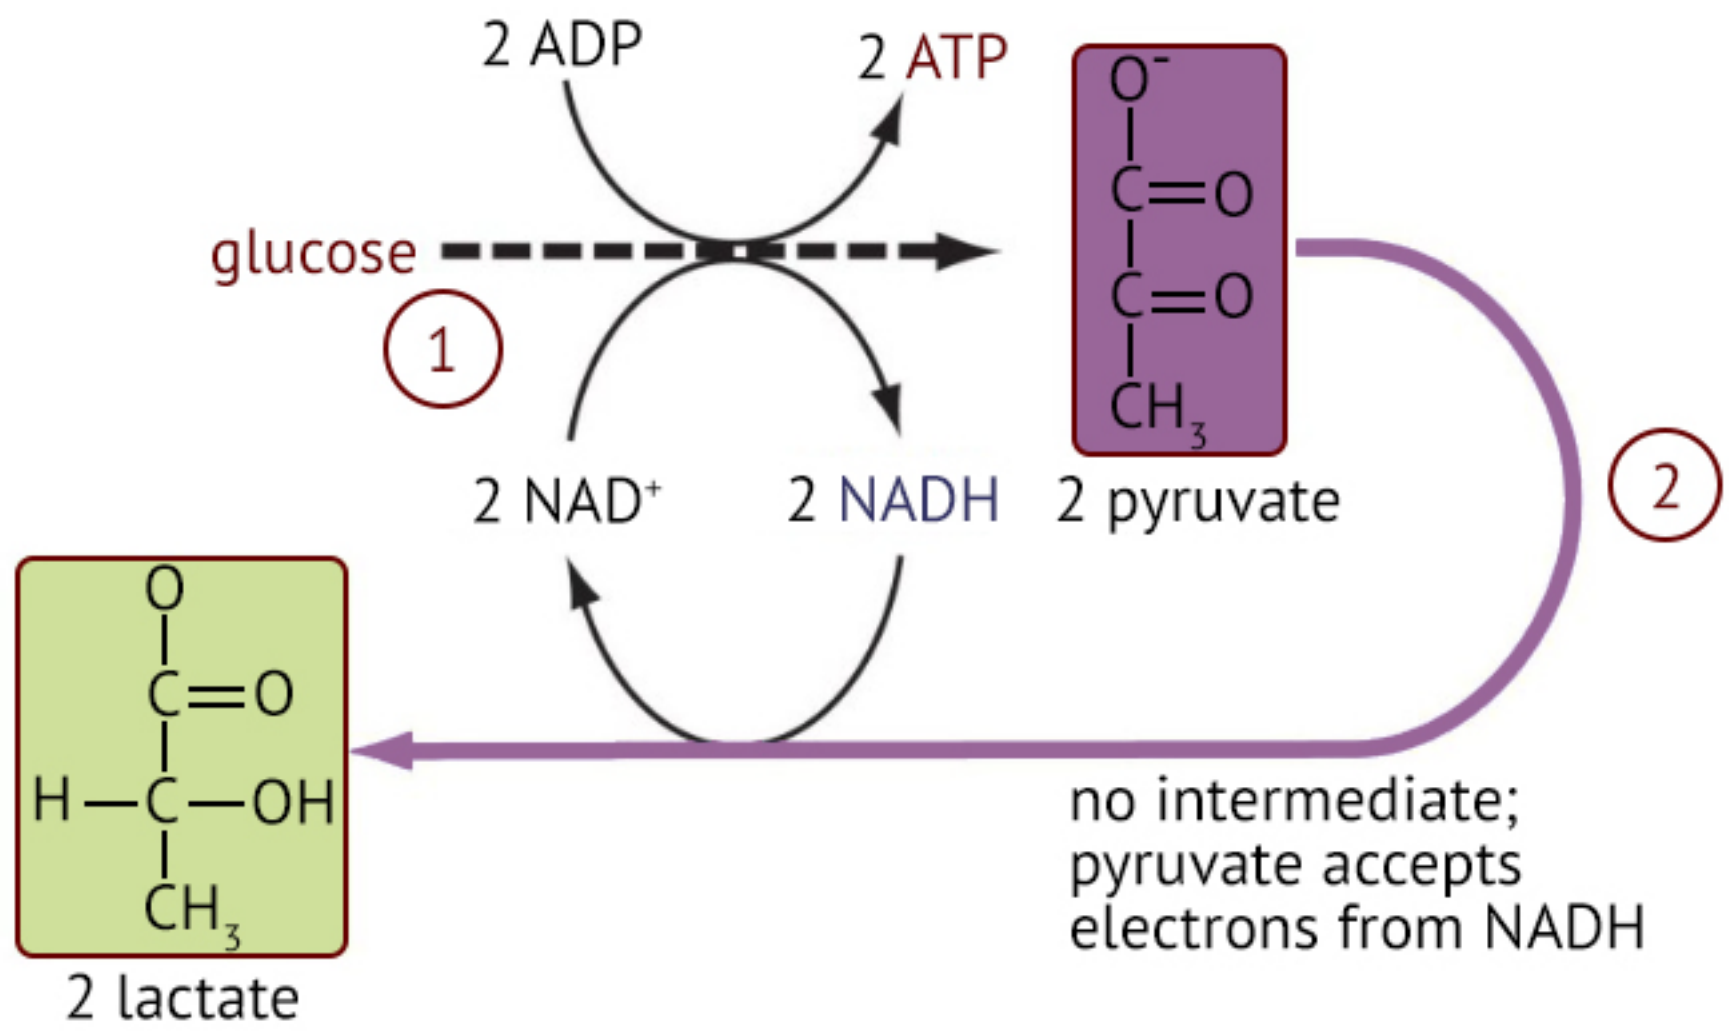 2 ADP
2 ATP
glucose
1
2 NAD⁺
2 NADH
O⁻
C=O
C=O
CH₃
2 pyruvate
2
no intermediate;
pyruvate accepts
electrons from NADH
O
C=O
H—C—OH
CH₃
2 lactate